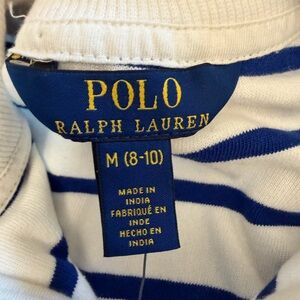 POLO
RALPH LAUREN
M (8-10)
MADE IN
INDIA
FABRIQUÉ EN
INDE
HECHO EN
INDIA